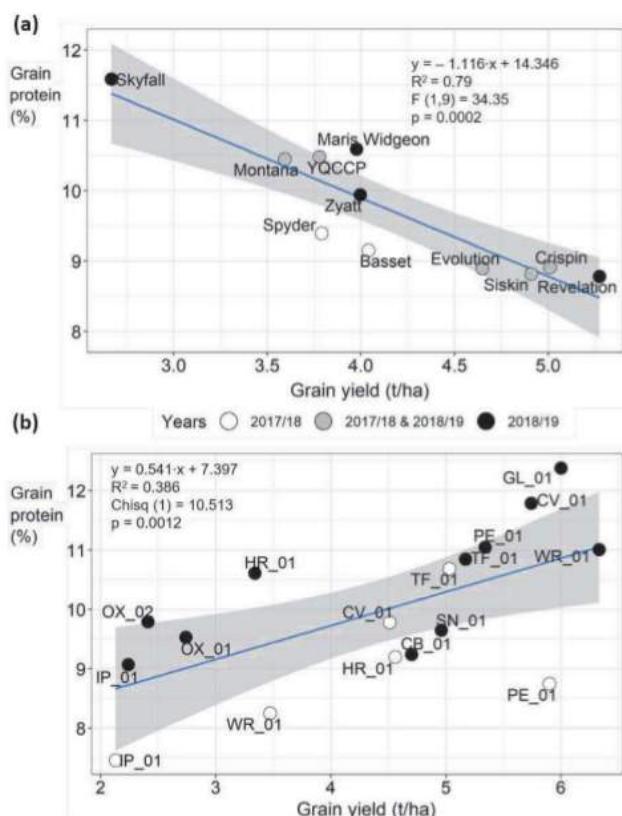 (a)
12
11
10
9
8
Grain
protein
(%)
y = – 1.116·x + 14.346
R² = 0.79
F (1,9) = 34.35
p = 0.0002
Skyfall
Maris Widgeon
Montana
YQCCP
Zyatt
Spyder
Basset
Evolution
Crispin
Siskin
Revelation
3.0 3.5 4.0 4.5 5.0
Grain yield (t/ha)
Years 2017/18 2017/18 & 2018/19 2018/19
(b)
Grain
protein
(%)
12
11
10
9
8
y = 0.541·x + 7.397
R² = 0.386
Chisq (1) = 10.513
p = 0.0012
GL_01
CV_01
PE_01
TF_01
WR_01
HR_01
TF_01
OX_02
CV_01
SN_01
OX_01
CB_01
IP_01
HR_01
PE_01
WR_01
IP_01
2 3 4 5 6
Grain yield (t/ha)